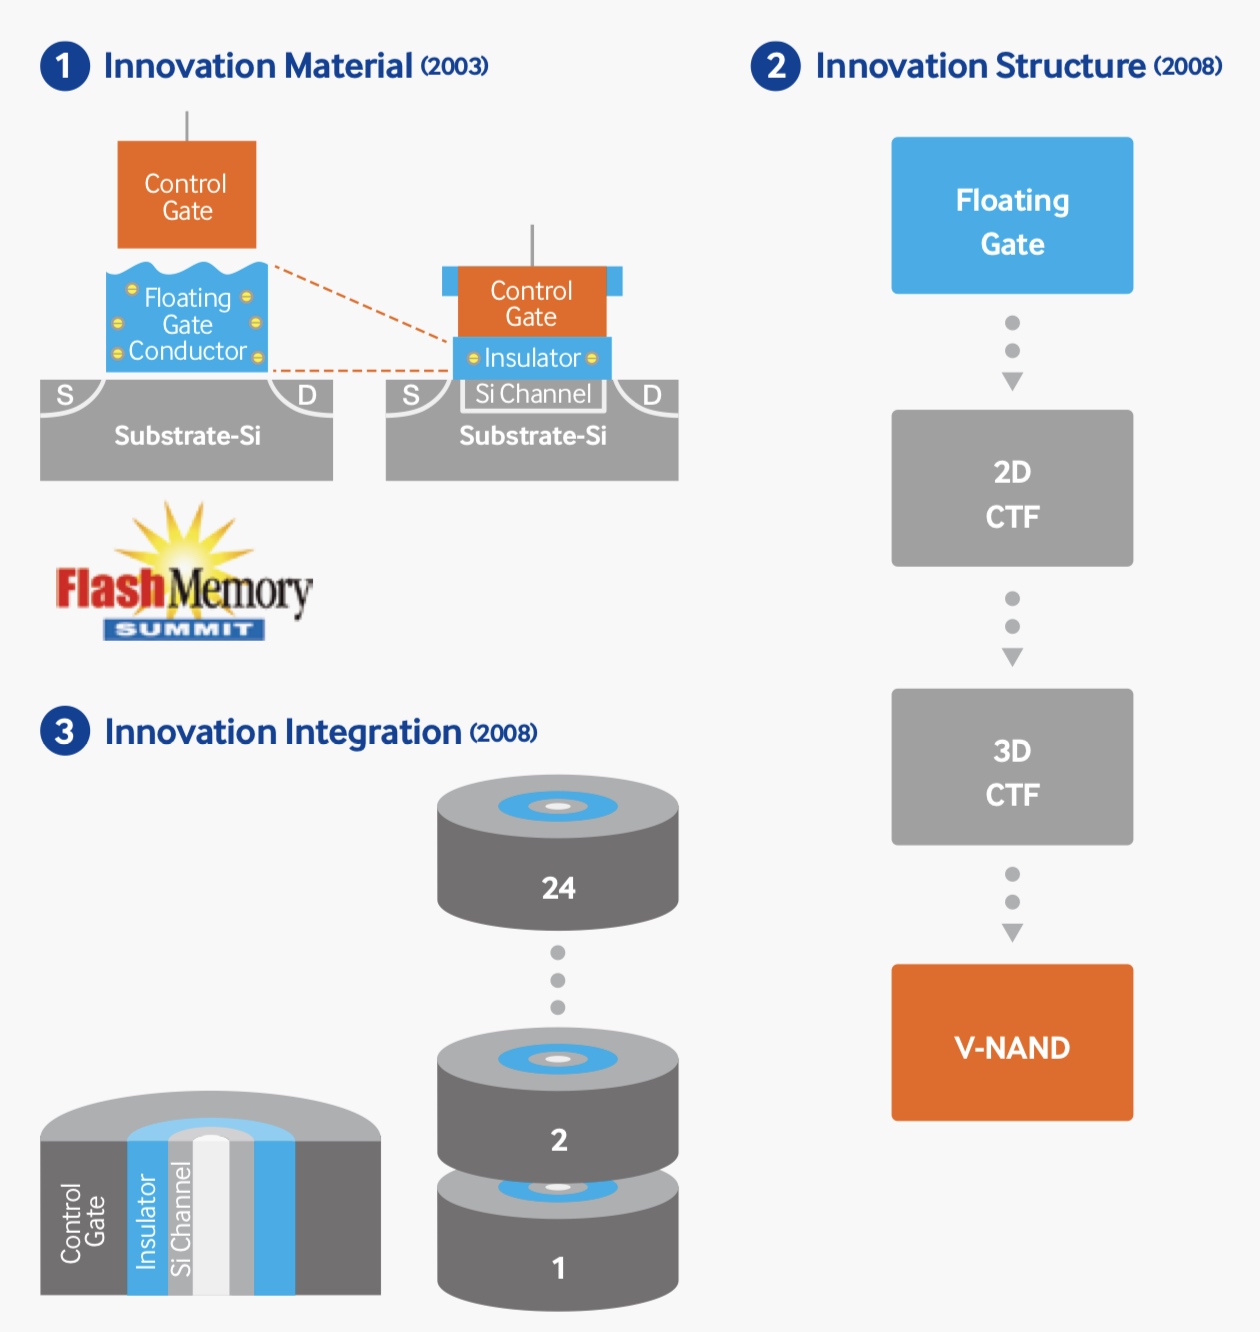 1 Innovation Material (2003)
Control
Gate
Floating
Gate
Conductor
S
D
Substrate-Si
Control
Gate
Insulator
S
Si Channel
D
Substrate-Si
FlashMemory
SUMMIT
2 Innovation Structure (2008)
Floating
Gate
2D
CTF
3D
CTF
V-NAND
3 Innovation Integration (2008)
Control
Gate
Insulator
Si Channel
24
2
1